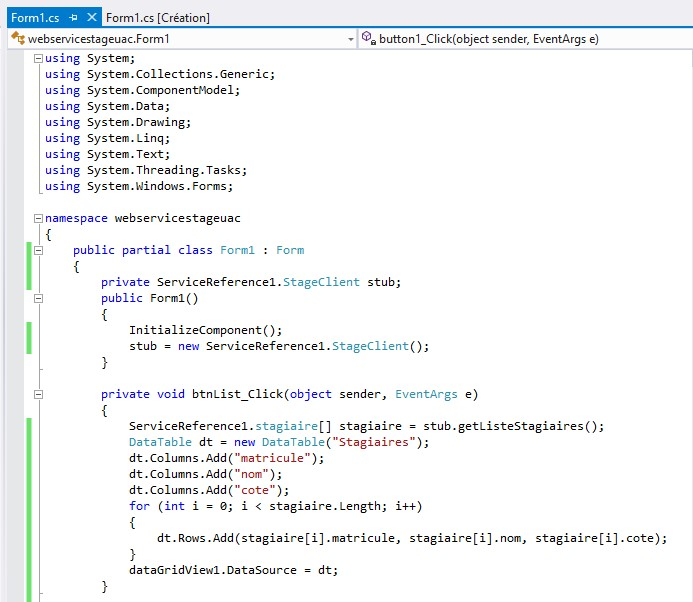 Form1.cs Form1.cs [Création]
webservicestageuac.Form1 button1_Click(object sender, EventArgs e)
using System;
using System.Collections.Generic;
using System.ComponentModel;
using System.Data;
using System.Drawing;
using System.Linq;
using System.Text;
using System.Threading.Tasks;
using System.Windows.Forms;
namespace webservicestageuac
{
public partial class Form1 : Form
{
private ServiceReference1.StageClient stub;
public Form1()
{
InitializeComponent();
stub = new ServiceReference1.StageClient();
}
private void btnList_Click(object sender, EventArgs e)
{
ServiceReference1.stagiaire[] stagiaire = stub.getListeStagiaires();
DataTable dt = new DataTable("Stagiaires");
dt.Columns.Add("matricule");
dt.Columns.Add("nom");
dt.Columns.Add("cote");
for (int i = 0; i < stagiaire.Length; i++)
{
dt.Rows.Add(stagiaire[i].matricule, stagiaire[i].nom, stagiaire[i].cote);
}
dataGridView1.DataSource = dt;
}